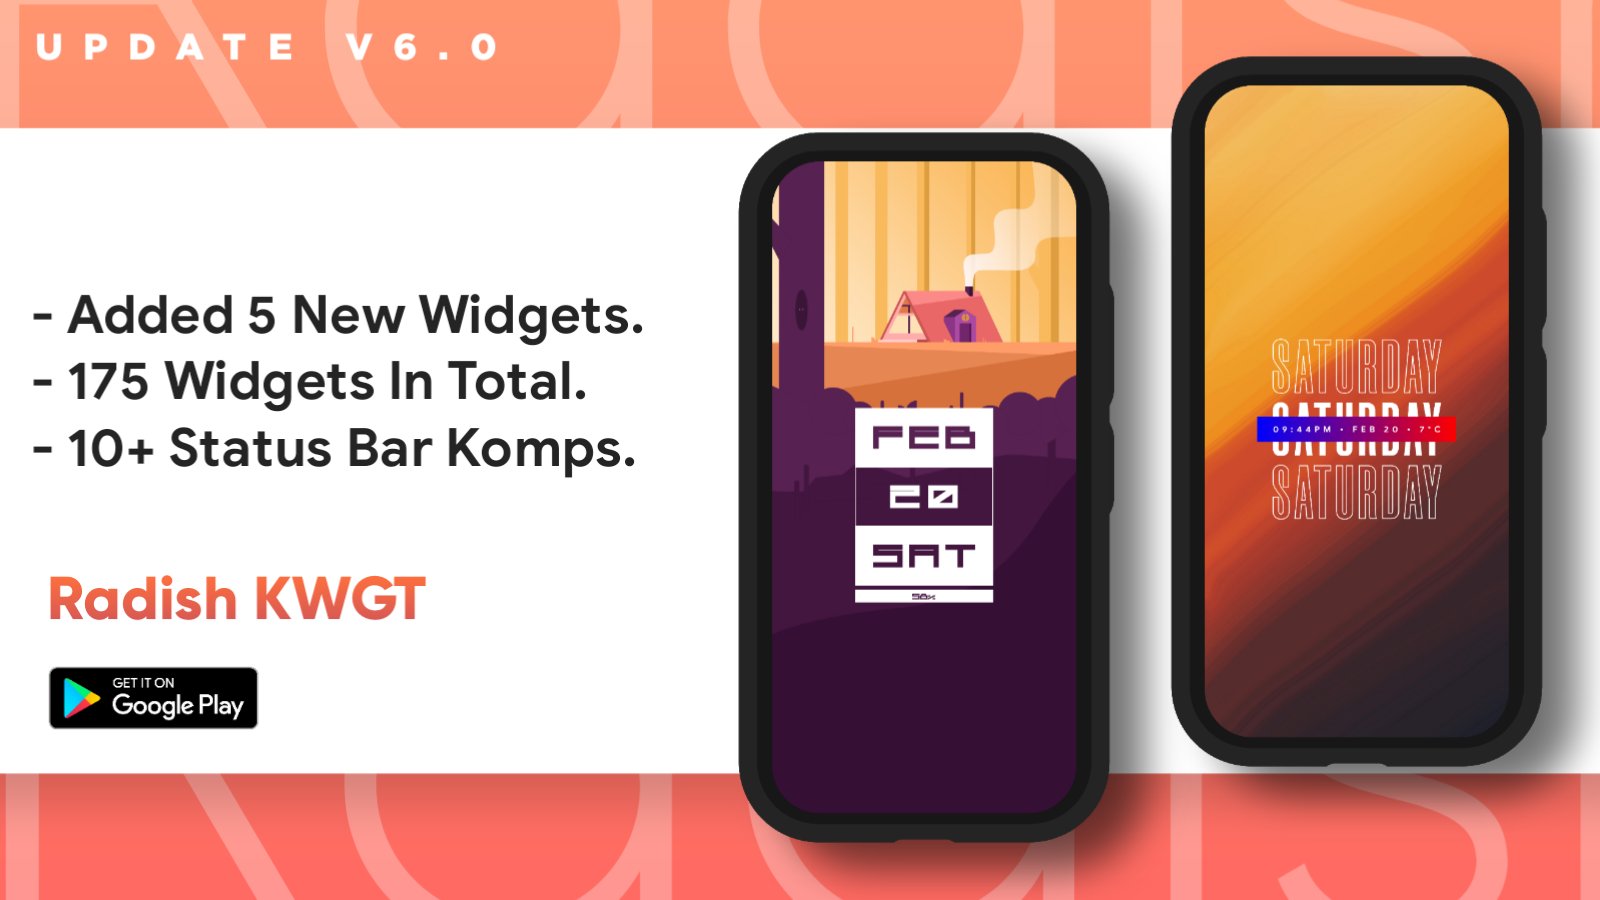 UPDATE V6.0
- Added 5 New Widgets.
- 175 Widgets In Total.
- 10+ Status Bar Komps.
Radish KWGT
GET IT ON
Google Play
FEB
20
SAT
SATURDAY
SATURDAY
09:44PM • FEB 20 • 7°C
SATURDAY